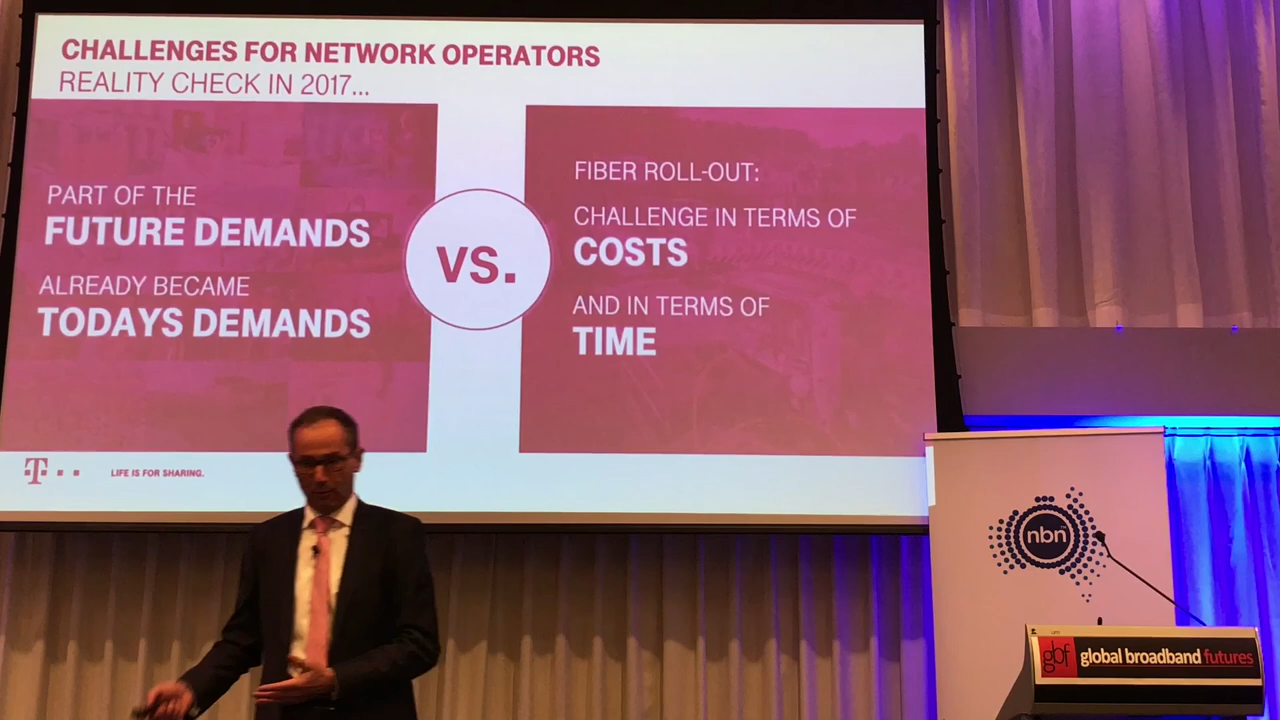 CHALLENGES FOR NETWORK OPERATORS
REALITY CHECK IN 2017...
PART OF THE
FUTURE DEMANDS
ALREADY BECAME
TODAYS DEMANDS
VS.
FIBER ROLL-OUT:
CHALLENGE IN TERMS OF
COSTS
AND IN TERMS OF
TIME
T
LIFE IS FOR SHARING.
nbn
gbf global broadband futures